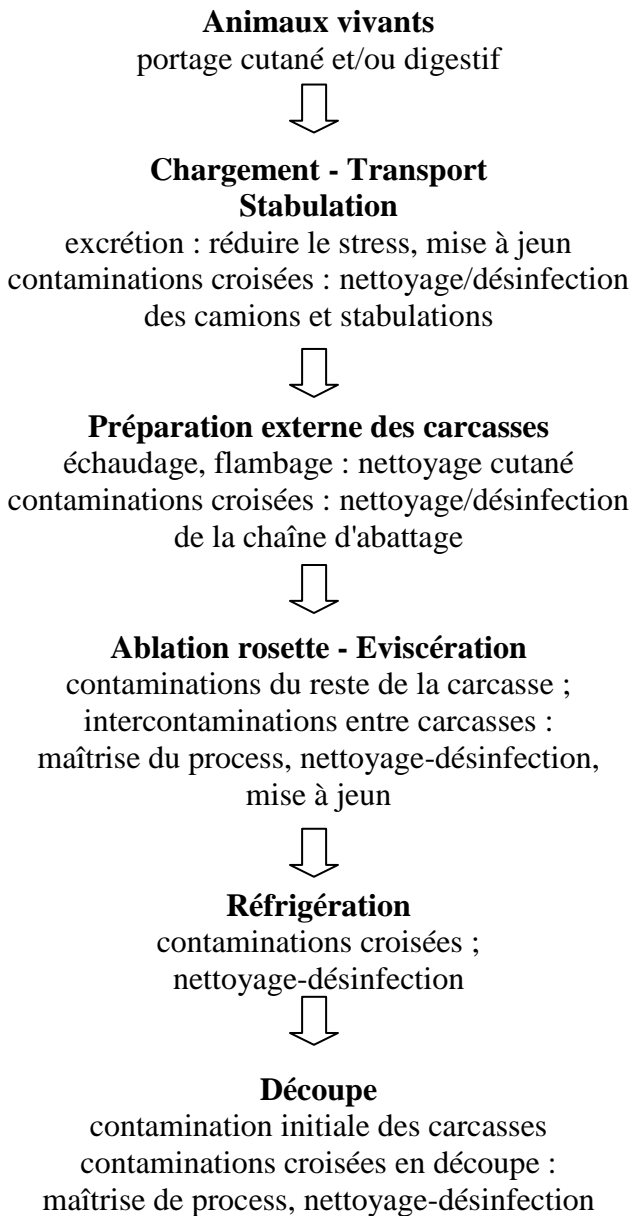 Animaux vivants
portage cutané et/ou digestif
Chargement - Transport
Stabulation
excrétion : réduire le stress, mise à jeun
contaminations croisées : nettoyage/désinfection
des camions et stabulations
Préparation externe des carcasses
échaudage, flambage : nettoyage cutané
contaminations croisées : nettoyage/désinfection
de la chaîne d'abattage
Ablation rosette - Eviscération
contaminations du reste de la carcasse ;
intercontaminations entre carcasses :
maîtrise du process, nettoyage-désinfection,
mise à jeun
Réfrigération
contaminations croisées ;
nettoyage-désinfection
Découpe
contamination initiale des carcasses
contaminations croisées en découpe :
maîtrise de process, nettoyage-désinfection